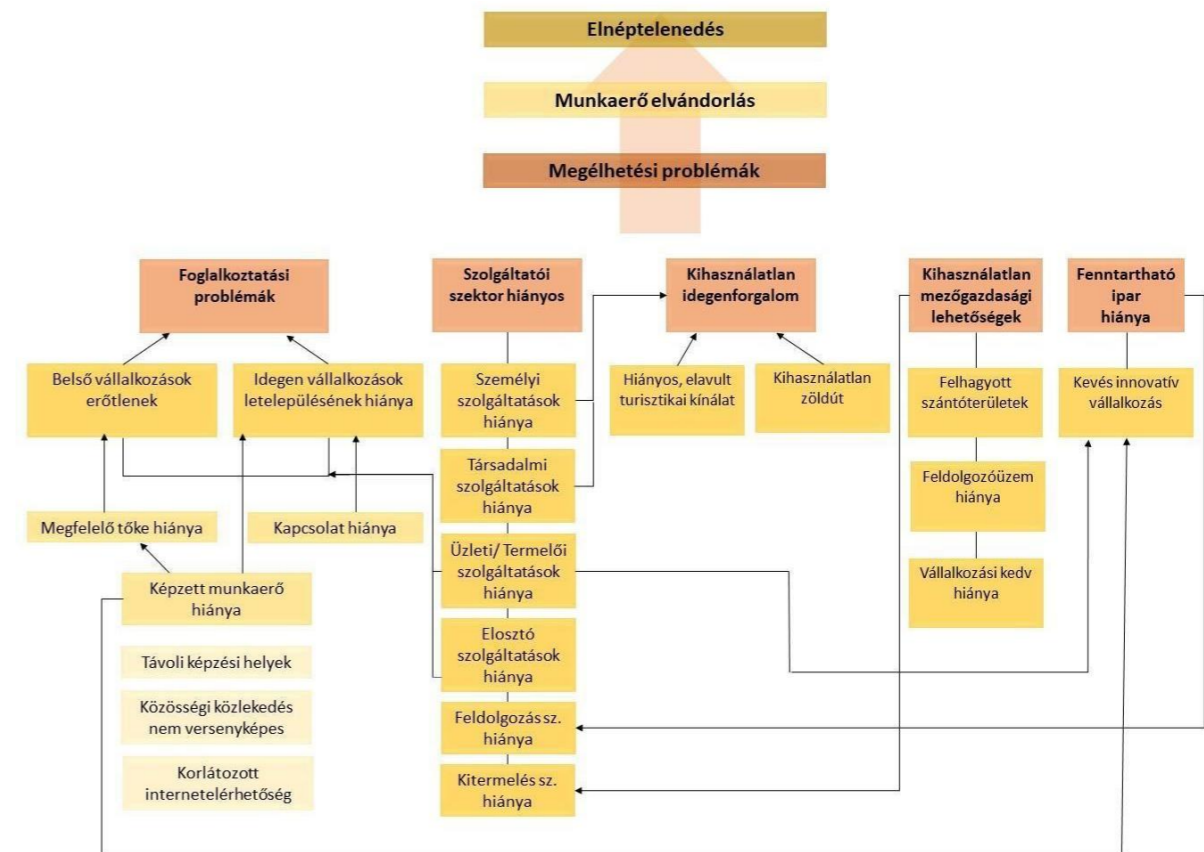 Elnéptelenedés
Munkaerő elvándorlás
Megélhetési problémák
Foglalkoztatási
problémák
Szolgáltatói
szektor hiányos
Kihasználatlan
idegenforgalom
Kihasználatlan
mezőgazdasági
lehetőségek
Fenntartható
ipar
hiánya
Belső vállalkozások
erőtlenek
Idegen vállalkozások
letelepülésének hiánya
Személyi
szolgáltatások
hiánya
Hiányos, elavult
turisztikai kínálat
Kihasználatlan
zöldút
Felhagyott
szántóterületek
Kevés innovatív
vállalkozás
Társadalmi
szolgáltatások
hiánya
Feldolgozóüzem
hiánya
Megfelelő tőke hiánya
Kapcsolat hiánya
Üzleti/ Termelői
szolgáltatások
hiánya
Vállalkozási kedv
hiánya
Képzett munkaerő
hiánya
Elosztó
szolgáltatások
hiánya
Távoli képzési helyek
Közösségi közlekedés
nem versenyképes
Feldolgozás sz.
hiánya
Korlátozott
internetelérhetőség
Kitermelés sz.
hiánya